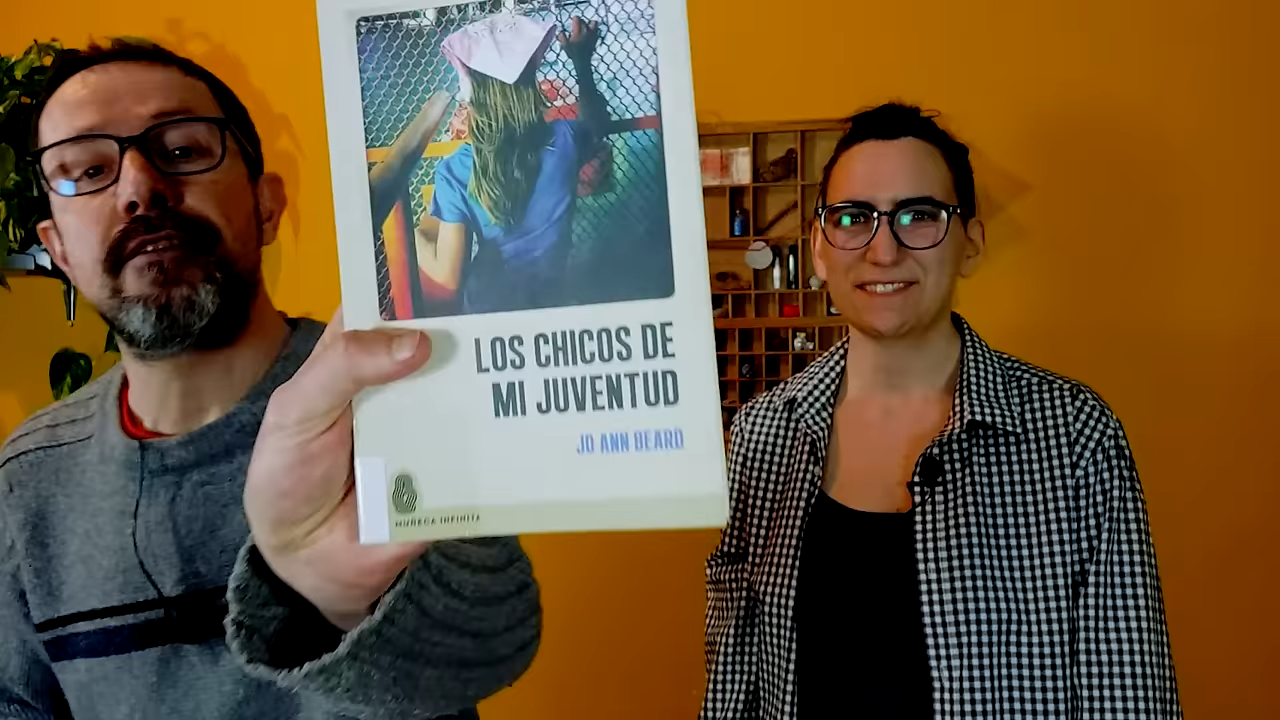 LOS CHICOS DE
MI JUVENTUD
JO ANN BEARD
MUÑECA INFINITA